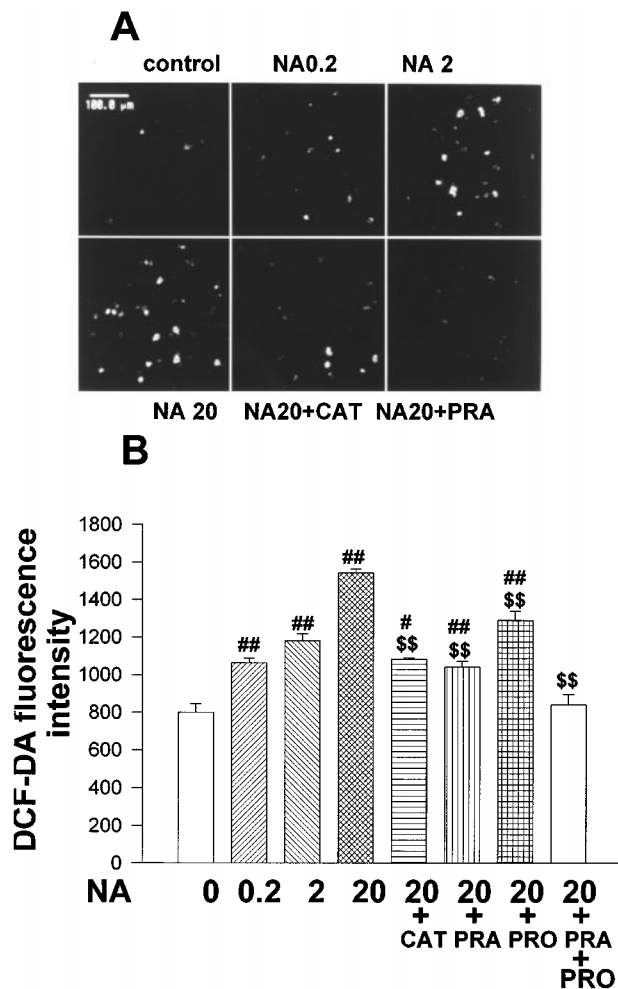 A
control NA0.2 NA 2
100.0 µm
NA 20 NA20+CAT NA20+PRA
B
DCF-DA fluorescence
intensity
1800
1600
1400
1200
1000
800
600
400
200
0
##
##
##
#
$$
##
$$
##
$$
$$
NA 0 0.2 2 20 20 20 20 20
+ + + +
CAT PRA PRO PRA
+
PRO